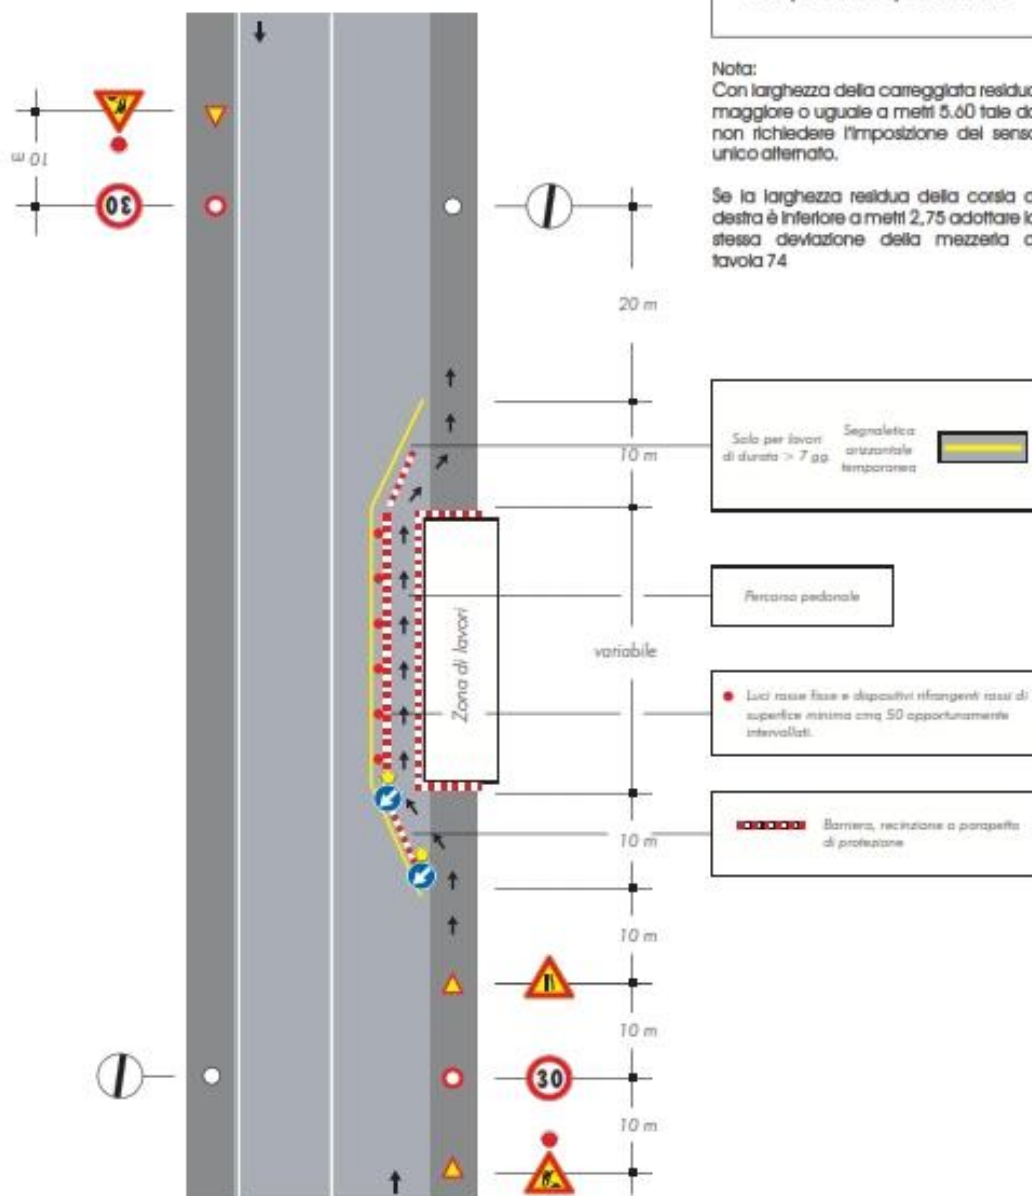 Nota:
Con larghezza della carreggiata residua
maggiore o uguale a metri 5.60 tale da
non richiedere l'imposizione del senso
unico alternato.
Se la larghezza residua della corsia di
destra è inferiore a metri 2,75 adottare la
stessa deviazione della mezzeria di
tavola 74
10 m
30
20 m
10 m
Solo per lavori
di durata > 7 gg.
Segnaletica
orizzontale
temporanea
Zona di lavori
Percorso pedonale
variabile
Luci rosse fisse e dispositivi rifrangenti rossi di
superfice minima cmq 50 opportunamente
intervallati.
Barriera, recinzione o parapetto
di protezione
10 m
10 m
10 m
30
10 m